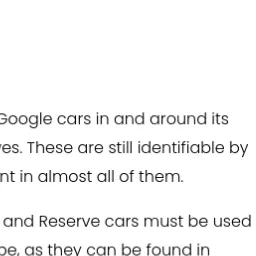 Google cars in and around its
es. These are still identifiable by
nt in almost all of them.
and Reserve cars must be used
pe, as they can be found in